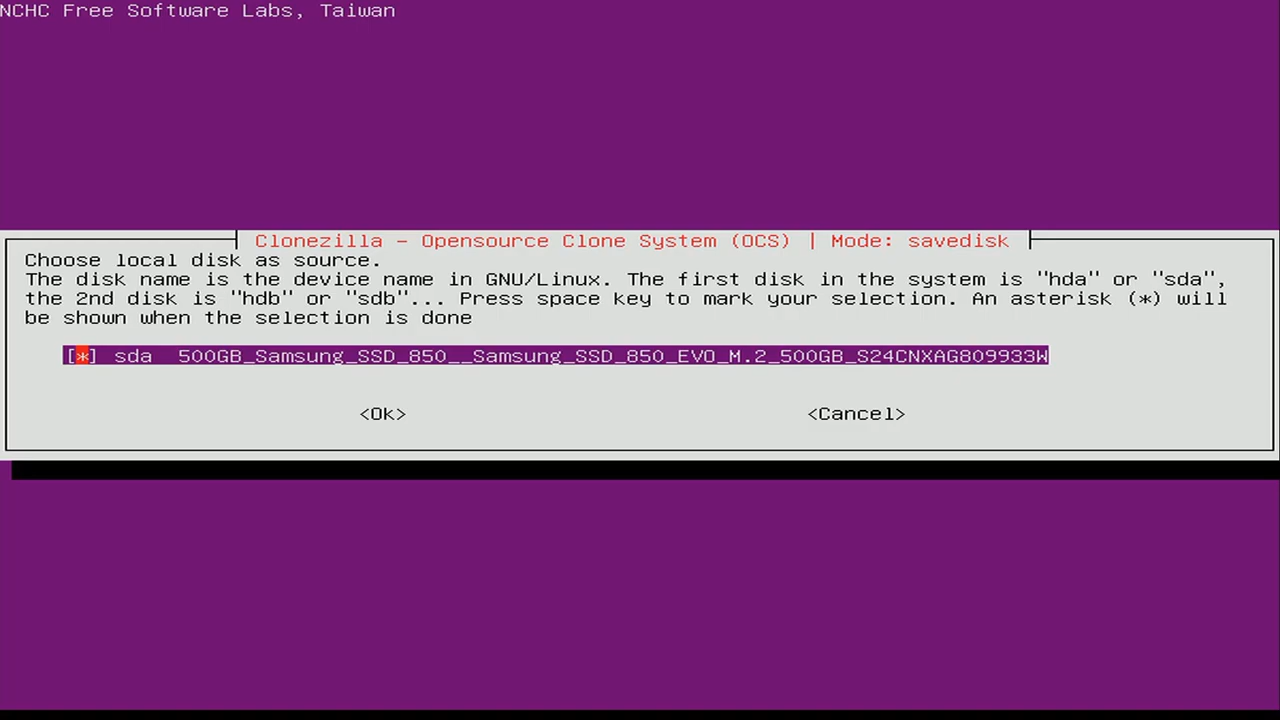 NCHC Free Software Labs, Taiwan
Clonezilla - Opensource Clone System (OCS) | Mode: savedisk
Choose local disk as source.
The disk name is the device name in GNU/Linux. The first disk in the system is "hda" or "sda",
the 2nd disk is "hdb" or "sdb"... Press space key to mark your selection. An asterisk (*) will
be shown when the selection is done
[*] sda 500GB_Samsung_SSD_850__Samsung_SSD_850_EVO_M.2_500GB_S24CNXAG809933W
<Ok> <Cancel>